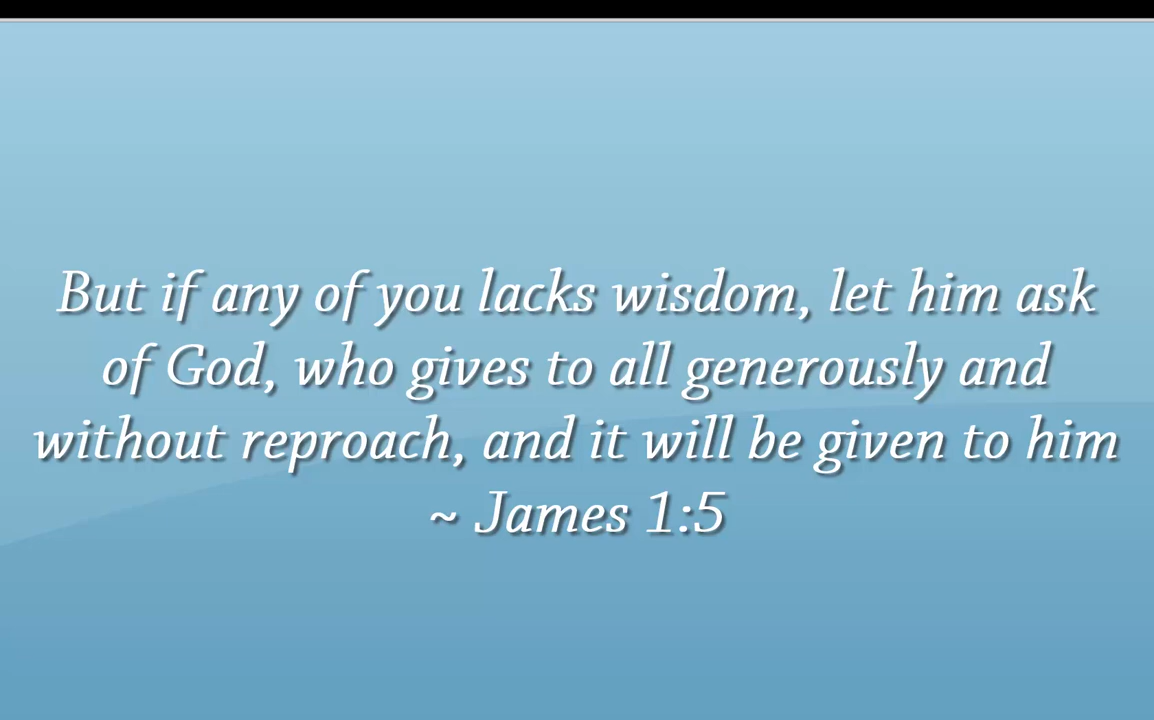 But if any of you lacks wisdom, let him ask
of God, who gives to all generously and
without reproach, and it will be given to him
~ James 1:5